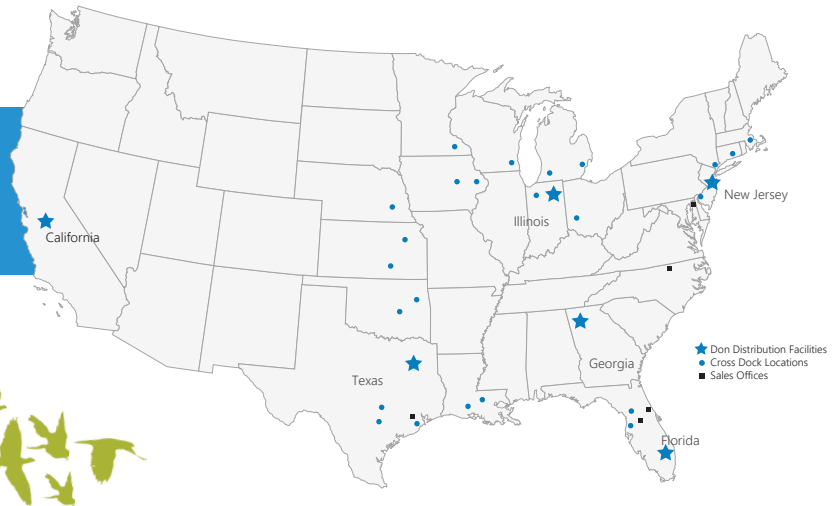 New Jersey
Illinois
California
Georgia
Texas
Florida
Don Distribution Facilities
Cross Dock Locations
Sales Offices